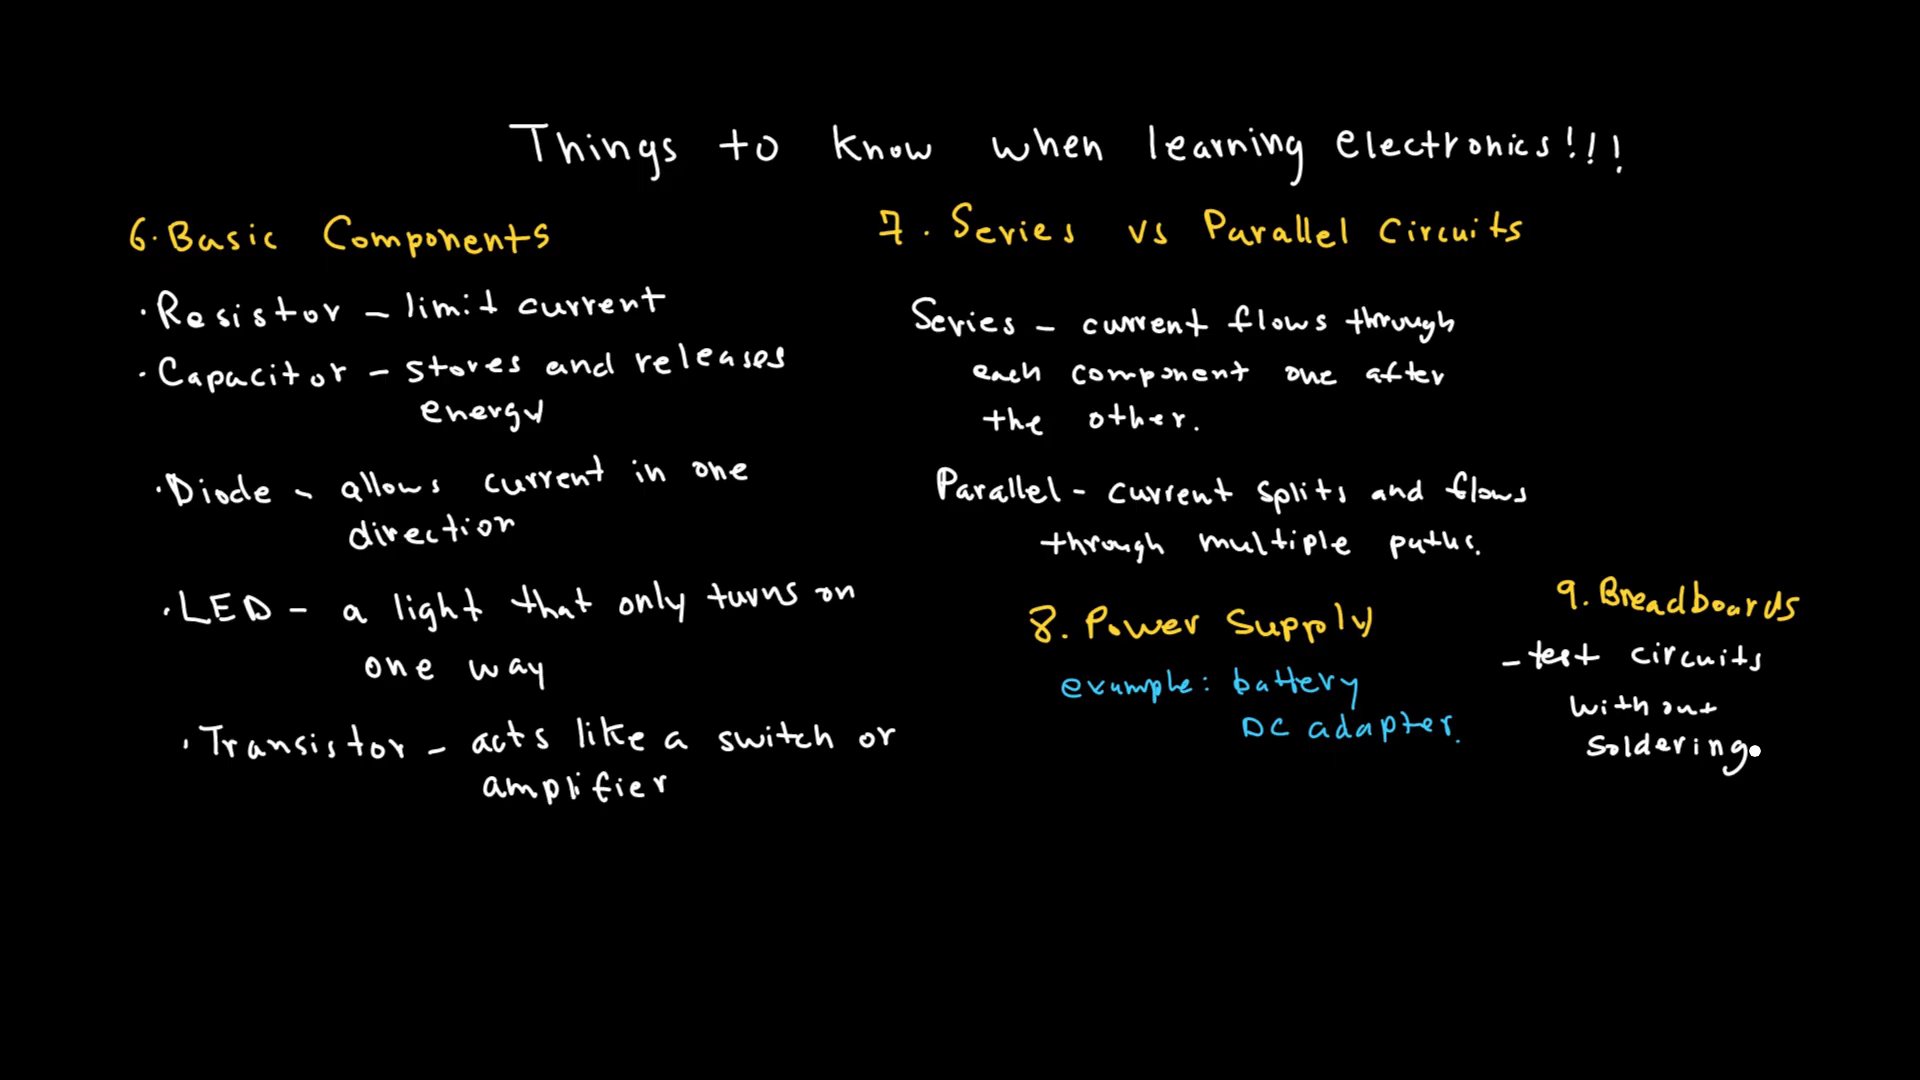 Things to know when learning electronics!!!
6. Basic Components
· Resistor - limit current
· Capacitor - stores and releases
energy
· Diode - allows current in one
direction
· LED - a light that only turns on
one way
· Transistor - acts like a switch or
amplifier
7. Series vs Parallel Circuits
Series - current flows through
each component one after
the other.
Parallel - current splits and flows
through multiple paths.
8. Power Supply
example: battery
DC adapter.
9. Breadboards
- test circuits
without
soldering